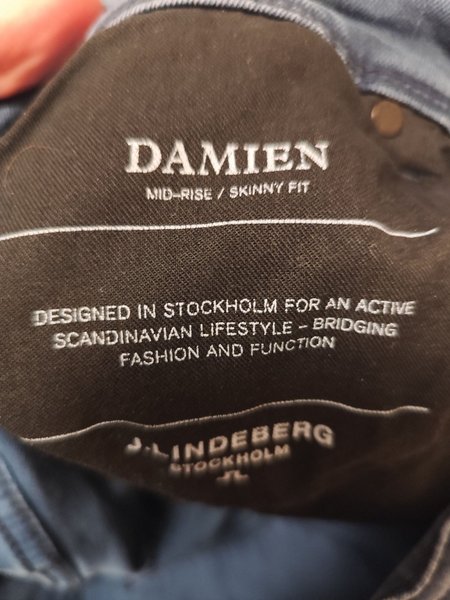 DAMIEN
MID-RISE / SKINNY FIT
DESIGNED IN STOCKHOLM FOR AN ACTIVE
SCANDINAVIAN LIFESTYLE - BRIDGING
FASHION AND FUNCTION
J.LINDEBERG
STOCKHOLM
JL